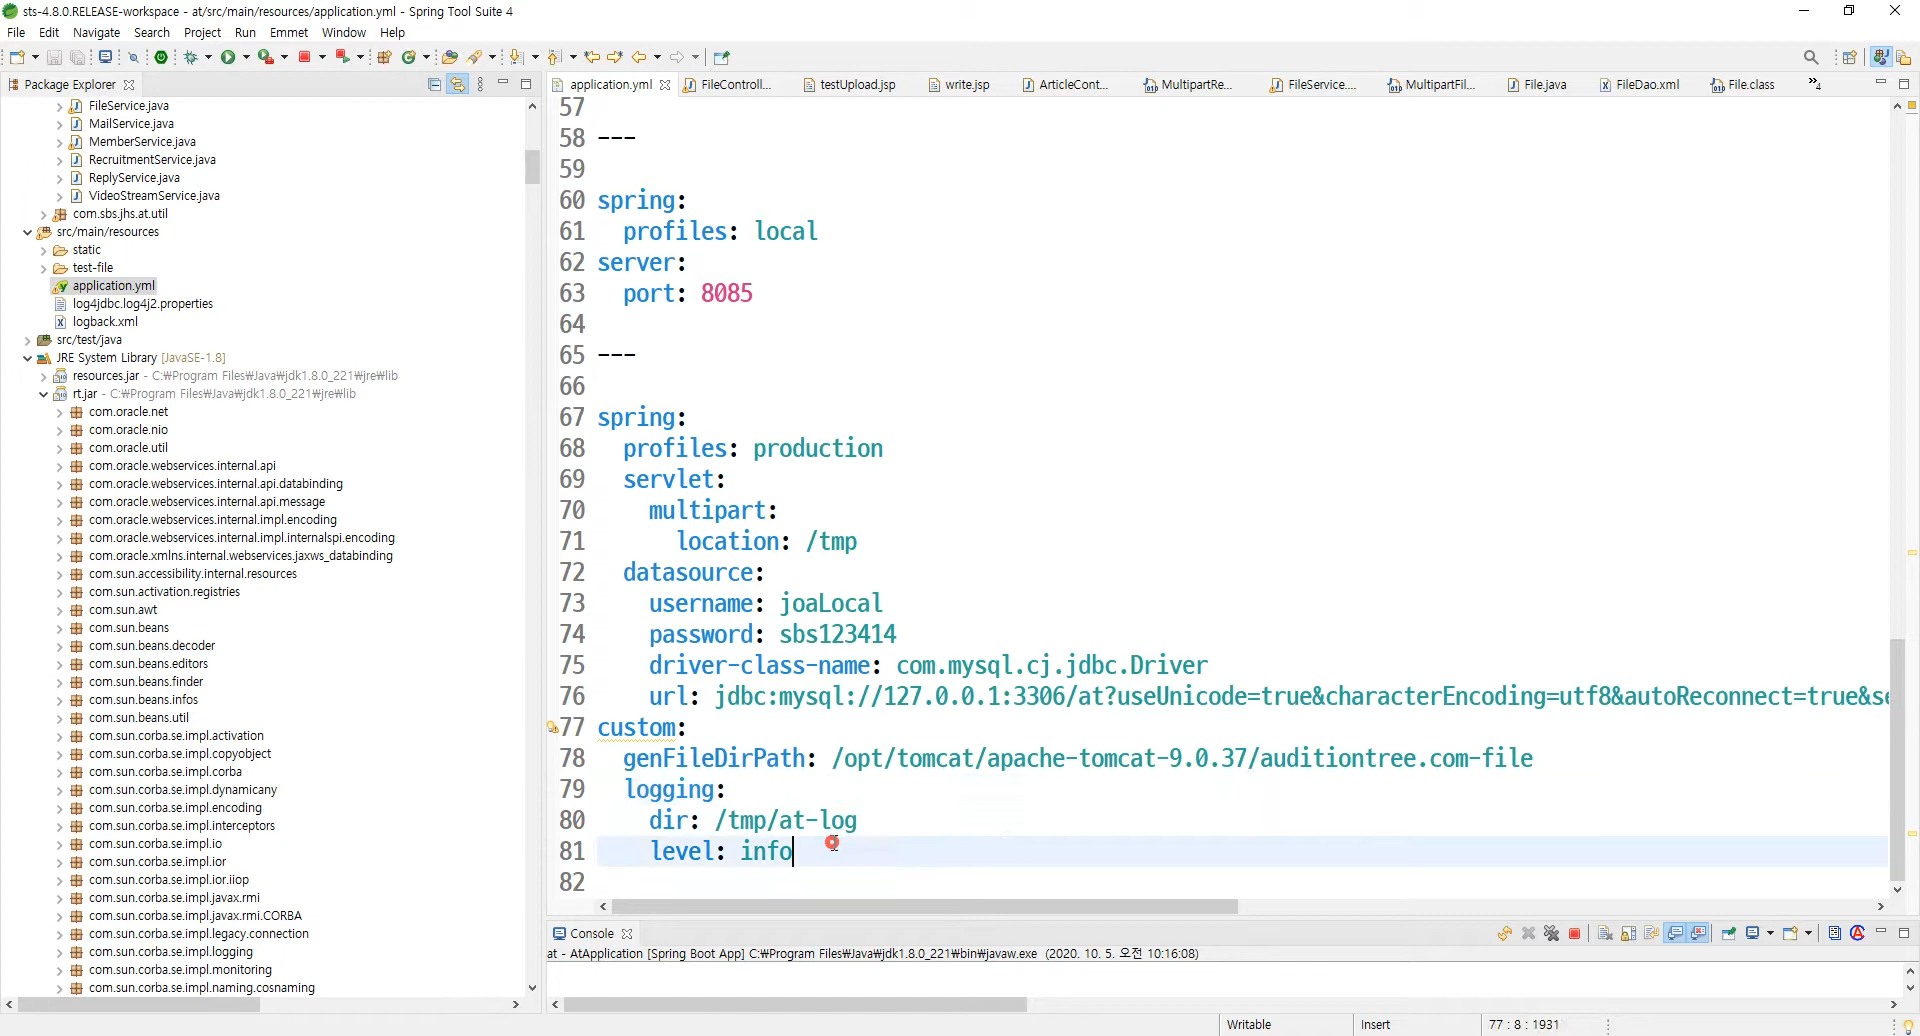 sts-4.8.0.RELEASE-workspace - at/src/main/resources/application.yml - Spring Tool Suite 4
File Edit Navigate Search Project Run Emmet Window Help
Package Explorer
FileService.java
MailService.java
MemberService.java
RecruitmentService.java
ReplyService.java
VideoStreamService.java
com.sbs.jhs.at.util
src/main/resources
static
test-file
application.yml
log4jdbc.log4j2.properties
logback.xml
src/test/java
JRE System Library [JavaSE-1.8]
resources.jar - C:₩Program Files₩Java₩jdk1.8.0_221₩jre₩lib
rt.jar - C:₩Program Files₩Java₩jdk1.8.0_221₩jre₩lib
com.oracle.net
com.oracle.nio
com.oracle.util
com.oracle.webservices.internal.api
com.oracle.webservices.internal.api.databinding
com.oracle.webservices.internal.api.message
com.oracle.webservices.internal.impl.encoding
com.oracle.webservices.internal.impl.internalspi.encoding
com.oracle.xmlns.internal.webservices.jaxws_databinding
com.sun.accessibility.internal.resources
com.sun.activation.registries
com.sun.awt
com.sun.beans
com.sun.beans.decoder
com.sun.beans.editors
com.sun.beans.finder
com.sun.beans.infos
com.sun.beans.util
com.sun.corba.se.impl.activation
com.sun.corba.se.impl.copyobject
com.sun.corba.se.impl.corba
com.sun.corba.se.impl.dynamicany
com.sun.corba.se.impl.encoding
com.sun.corba.se.impl.interceptors
com.sun.corba.se.impl.io
com.sun.corba.se.impl.ior
com.sun.corba.se.impl.ior.iiop
com.sun.corba.se.impl.javax.rmi
com.sun.corba.se.impl.javax.rmi.CORBA
com.sun.corba.se.impl.legacy.connection
com.sun.corba.se.impl.logging
com.sun.corba.se.impl.monitoring
com.sun.corba.se.impl.naming.cosnaming
application.yml FileControll... testUpload.jsp write.jsp ArticleCont... MultipartRe... FileService.... MultipartFil... File.java FileDao.xml File.class »4
57
58 ---
59
60 spring:
61 profiles: local
62 server:
63 port: 8085
64
65 ---
66
67 spring:
68 profiles: production
69 servlet:
70 multipart:
71 location: /tmp
72 datasource:
73 username: joaLocal
74 password: sbs123414
75 driver-class-name: com.mysql.cj.jdbc.Driver
76 url: jdbc:mysql://127.0.0.1:3306/at?useUnicode=true&characterEncoding=utf8&autoReconnect=true&se
77 custom:
78 genFileDirPath: /opt/tomcat/apache-tomcat-9.0.37/auditiontree.com-file
79 logging:
80 dir: /tmp/at-log
81 level: info
82
Console
at - AtApplication [Spring Boot App] C:₩Program Files₩Java₩jdk1.8.0_221₩bin₩javaw.exe (2020. 10. 5. 오전 10:16:08)
Writable Insert 77 : 8 : 1931